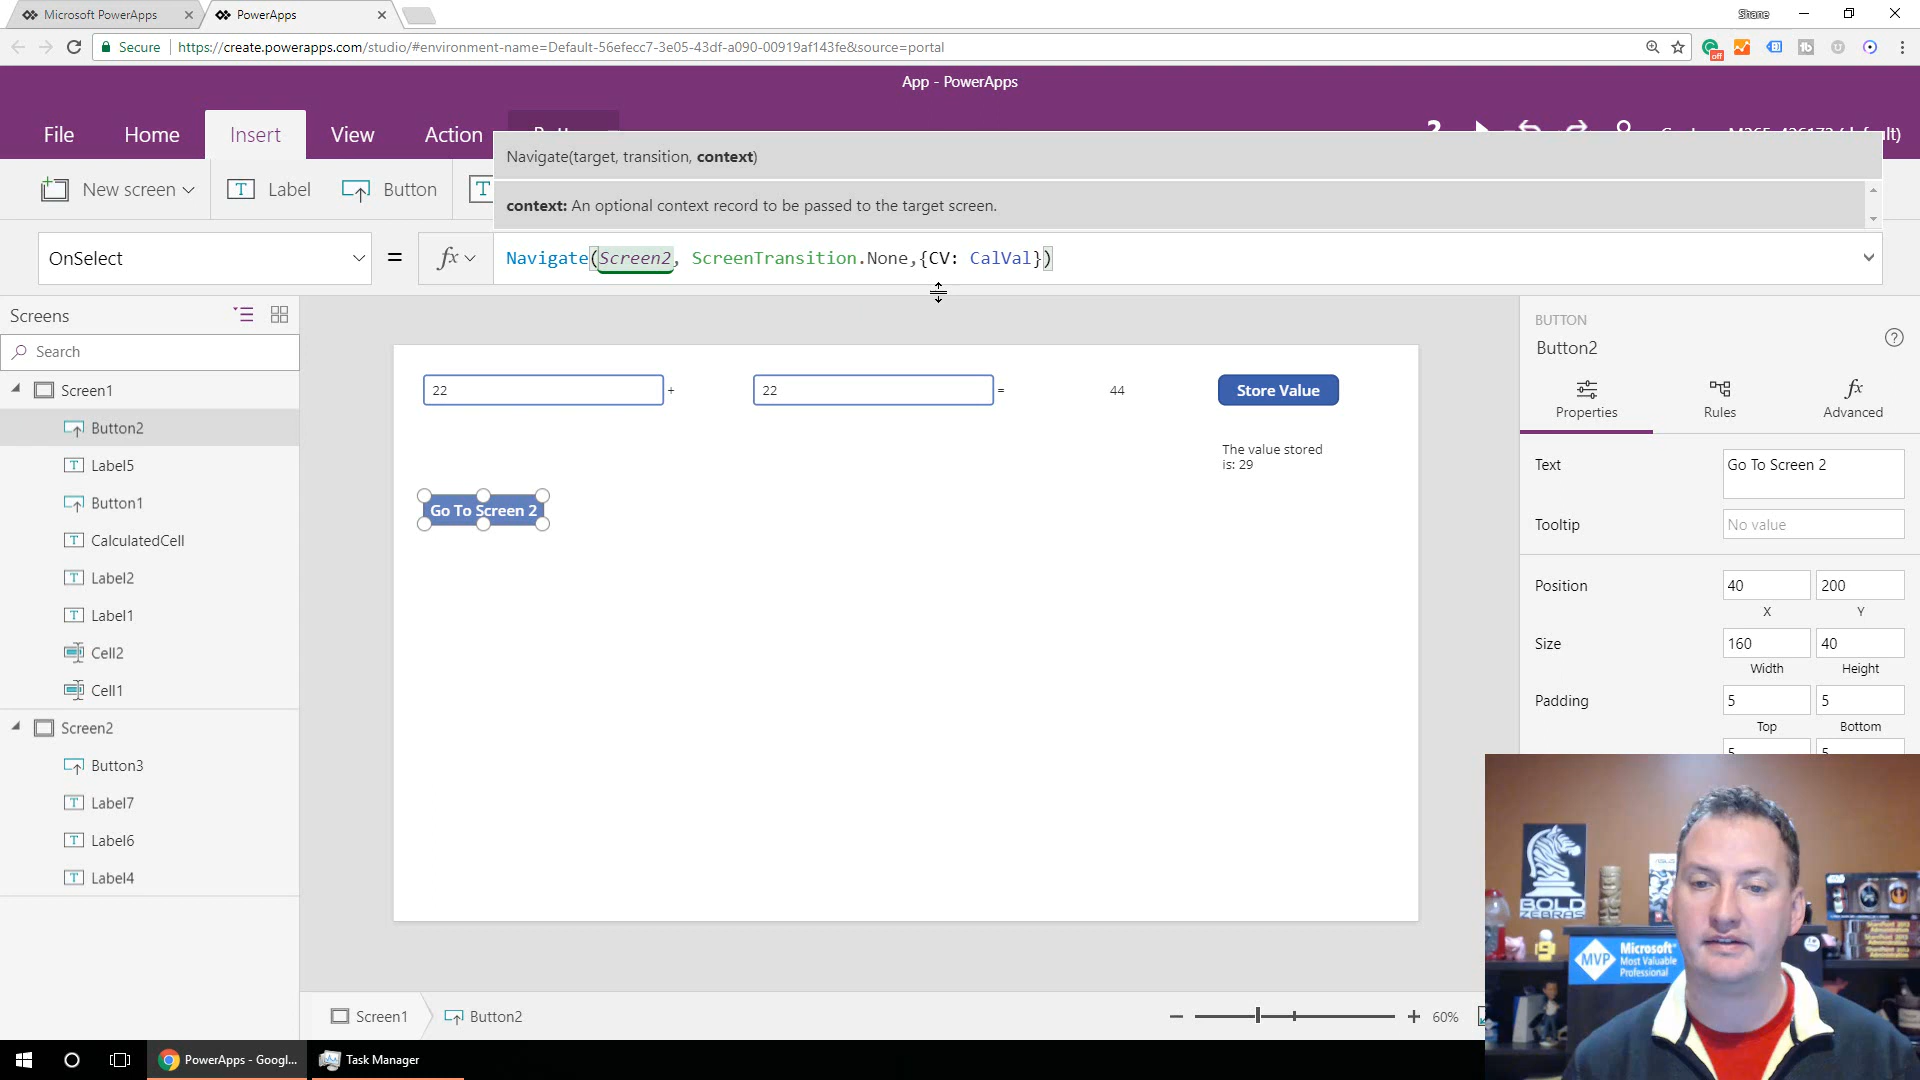 Microsoft PowerApps
PowerApps
Shane
Secure
https://create.powerapps.com/studio/#environment-name=Default-56efecc7-3e05-43df-a090-00919af143fe&source=portal
off
App - PowerApps
File
Home
Insert
View
Action
Navigate(target, transition, context)
New screen
Label
Button
context: An optional context record to be passed to the target screen.
OnSelect
=
fx
Navigate(Screen2, ScreenTransition.None,{CV: CalVal})
Screens
Search
Screen1
Button2
Label5
Button1
CalculatedCell
Label2
Label1
Cell2
Cell1
Screen2
Button3
Label7
Label6
Label4
22
+
22
=
44
Store Value
The value stored
is: 29
Go To Screen 2
BUTTON
Button2
Properties
Rules
Advanced
Text
Go To Screen 2
Tooltip
No value
Position
40
200
X
Y
Size
160
40
Width
Height
Padding
5
5
Top
Bottom
5
5
Screen1
Button2
60%
BOLD
ZEBRAS
MVP
Microsoft
Most Valuable
Professional
PowerApps - Googl...
Task Manager